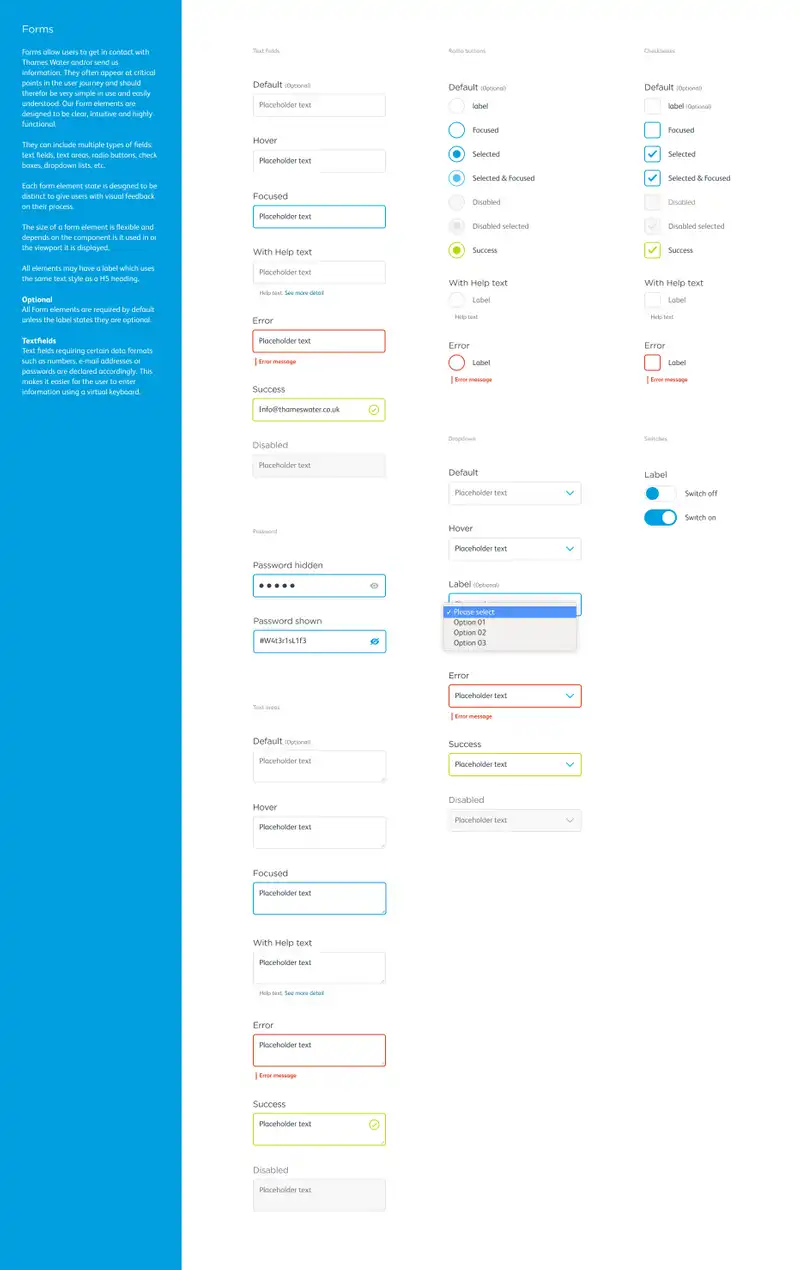 Forms
Forms allow users to get in contact with
Thames Water and/or send us
information. They often appear at critical
points in the user journey and should
therefor be very simple in use and easily
understood. Our Form elements are
designed to be clear, intuitive and highly
functional.
They can include multiple types of fields:
text fields, text areas, radio buttons, check
boxes, dropdown lists, etc.
Each form element state is designed to be
distinct to give users with visual feedback
on their process.
The size of a form element is flexible and
depends on the component is it used in or
the viewport it is displayed.
All elements may have a label which uses
the same text style as a H5 heading.
Optional
All Form elements are required by default
unless the label states they are optional.
Textfields
Text fields requiring certain data formats
such as numbers, e-mail addresses or
passwords are declared accordingly. This
makes it easier for the user to enter
information using a virtual keyboard.
Text fields
Default (Optional)
Placeholder text
Hover
Placeholder text
Focused
Placeholder text
With Help text
Placeholder text
Help text. See more detail
Error
Placeholder text
Error message
Success
Info@thameswater.co.uk
Disabled
Placeholder text
Password
Password hidden
Password shown
#W4t3r1sL1f3
Text areas
Default (Optional)
Placeholder text
Hover
Placeholder text
Focused
Placeholder text
With Help text
Placeholder text
Help text. See more detail
Error
Placeholder text
Error message
Success
Placeholder text
Disabled
Placeholder text
Radio buttons
Default (Optional)
label
Focused
Selected
Selected & Focused
Disabled
Disabled selected
Success
With Help text
Label
Help text
Error
Label
Error message
Dropdown
Default
Placeholder text
Hover
Placeholder text
Label (Optional)
✓ Please select
Option 01
Option 02
Option 03
Error
Placeholder text
Error message
Success
Placeholder text
Disabled
Placeholder text
Checkboxes
Default (Optional)
label (Optional)
Focused
Selected
Selected & Focused
Disabled
Disabled selected
Success
With Help text
Label
Help text
Error
Label
Error message
Switches
Label
Switch off
Switch on